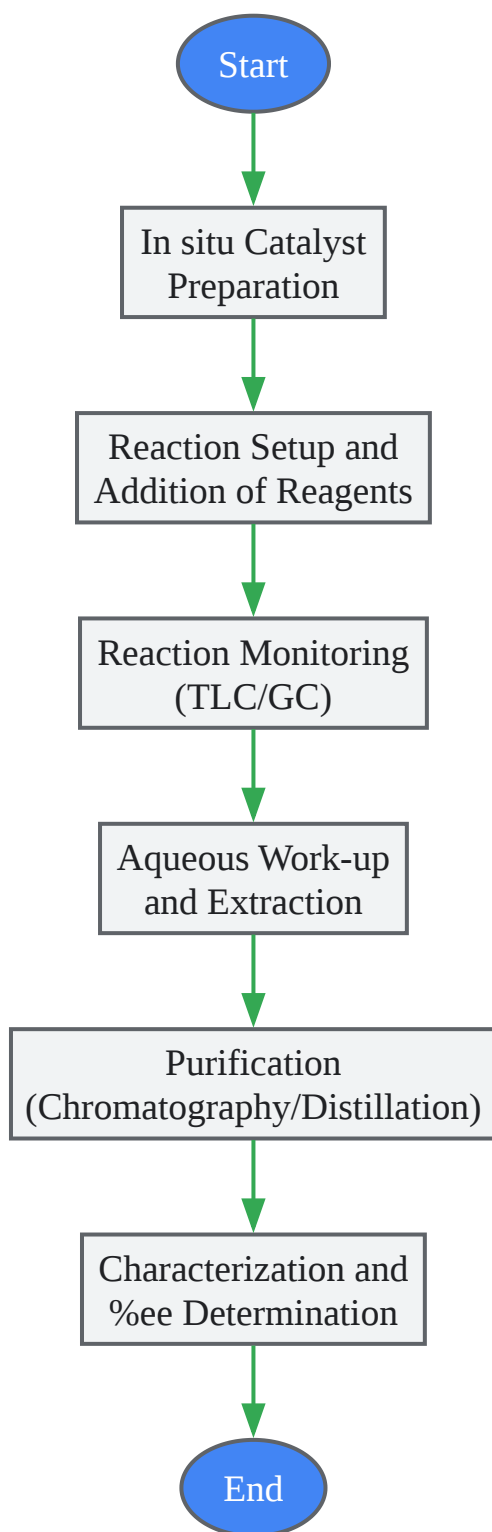 Start
In situ Catalyst
Preparation
Reaction Setup and
Addition of Reagents
Reaction Monitoring
(TLC/GC)
Aqueous Work-up
and Extraction
Purification
(Chromatography/Distillation)
Characterization and
%ee Determination
End